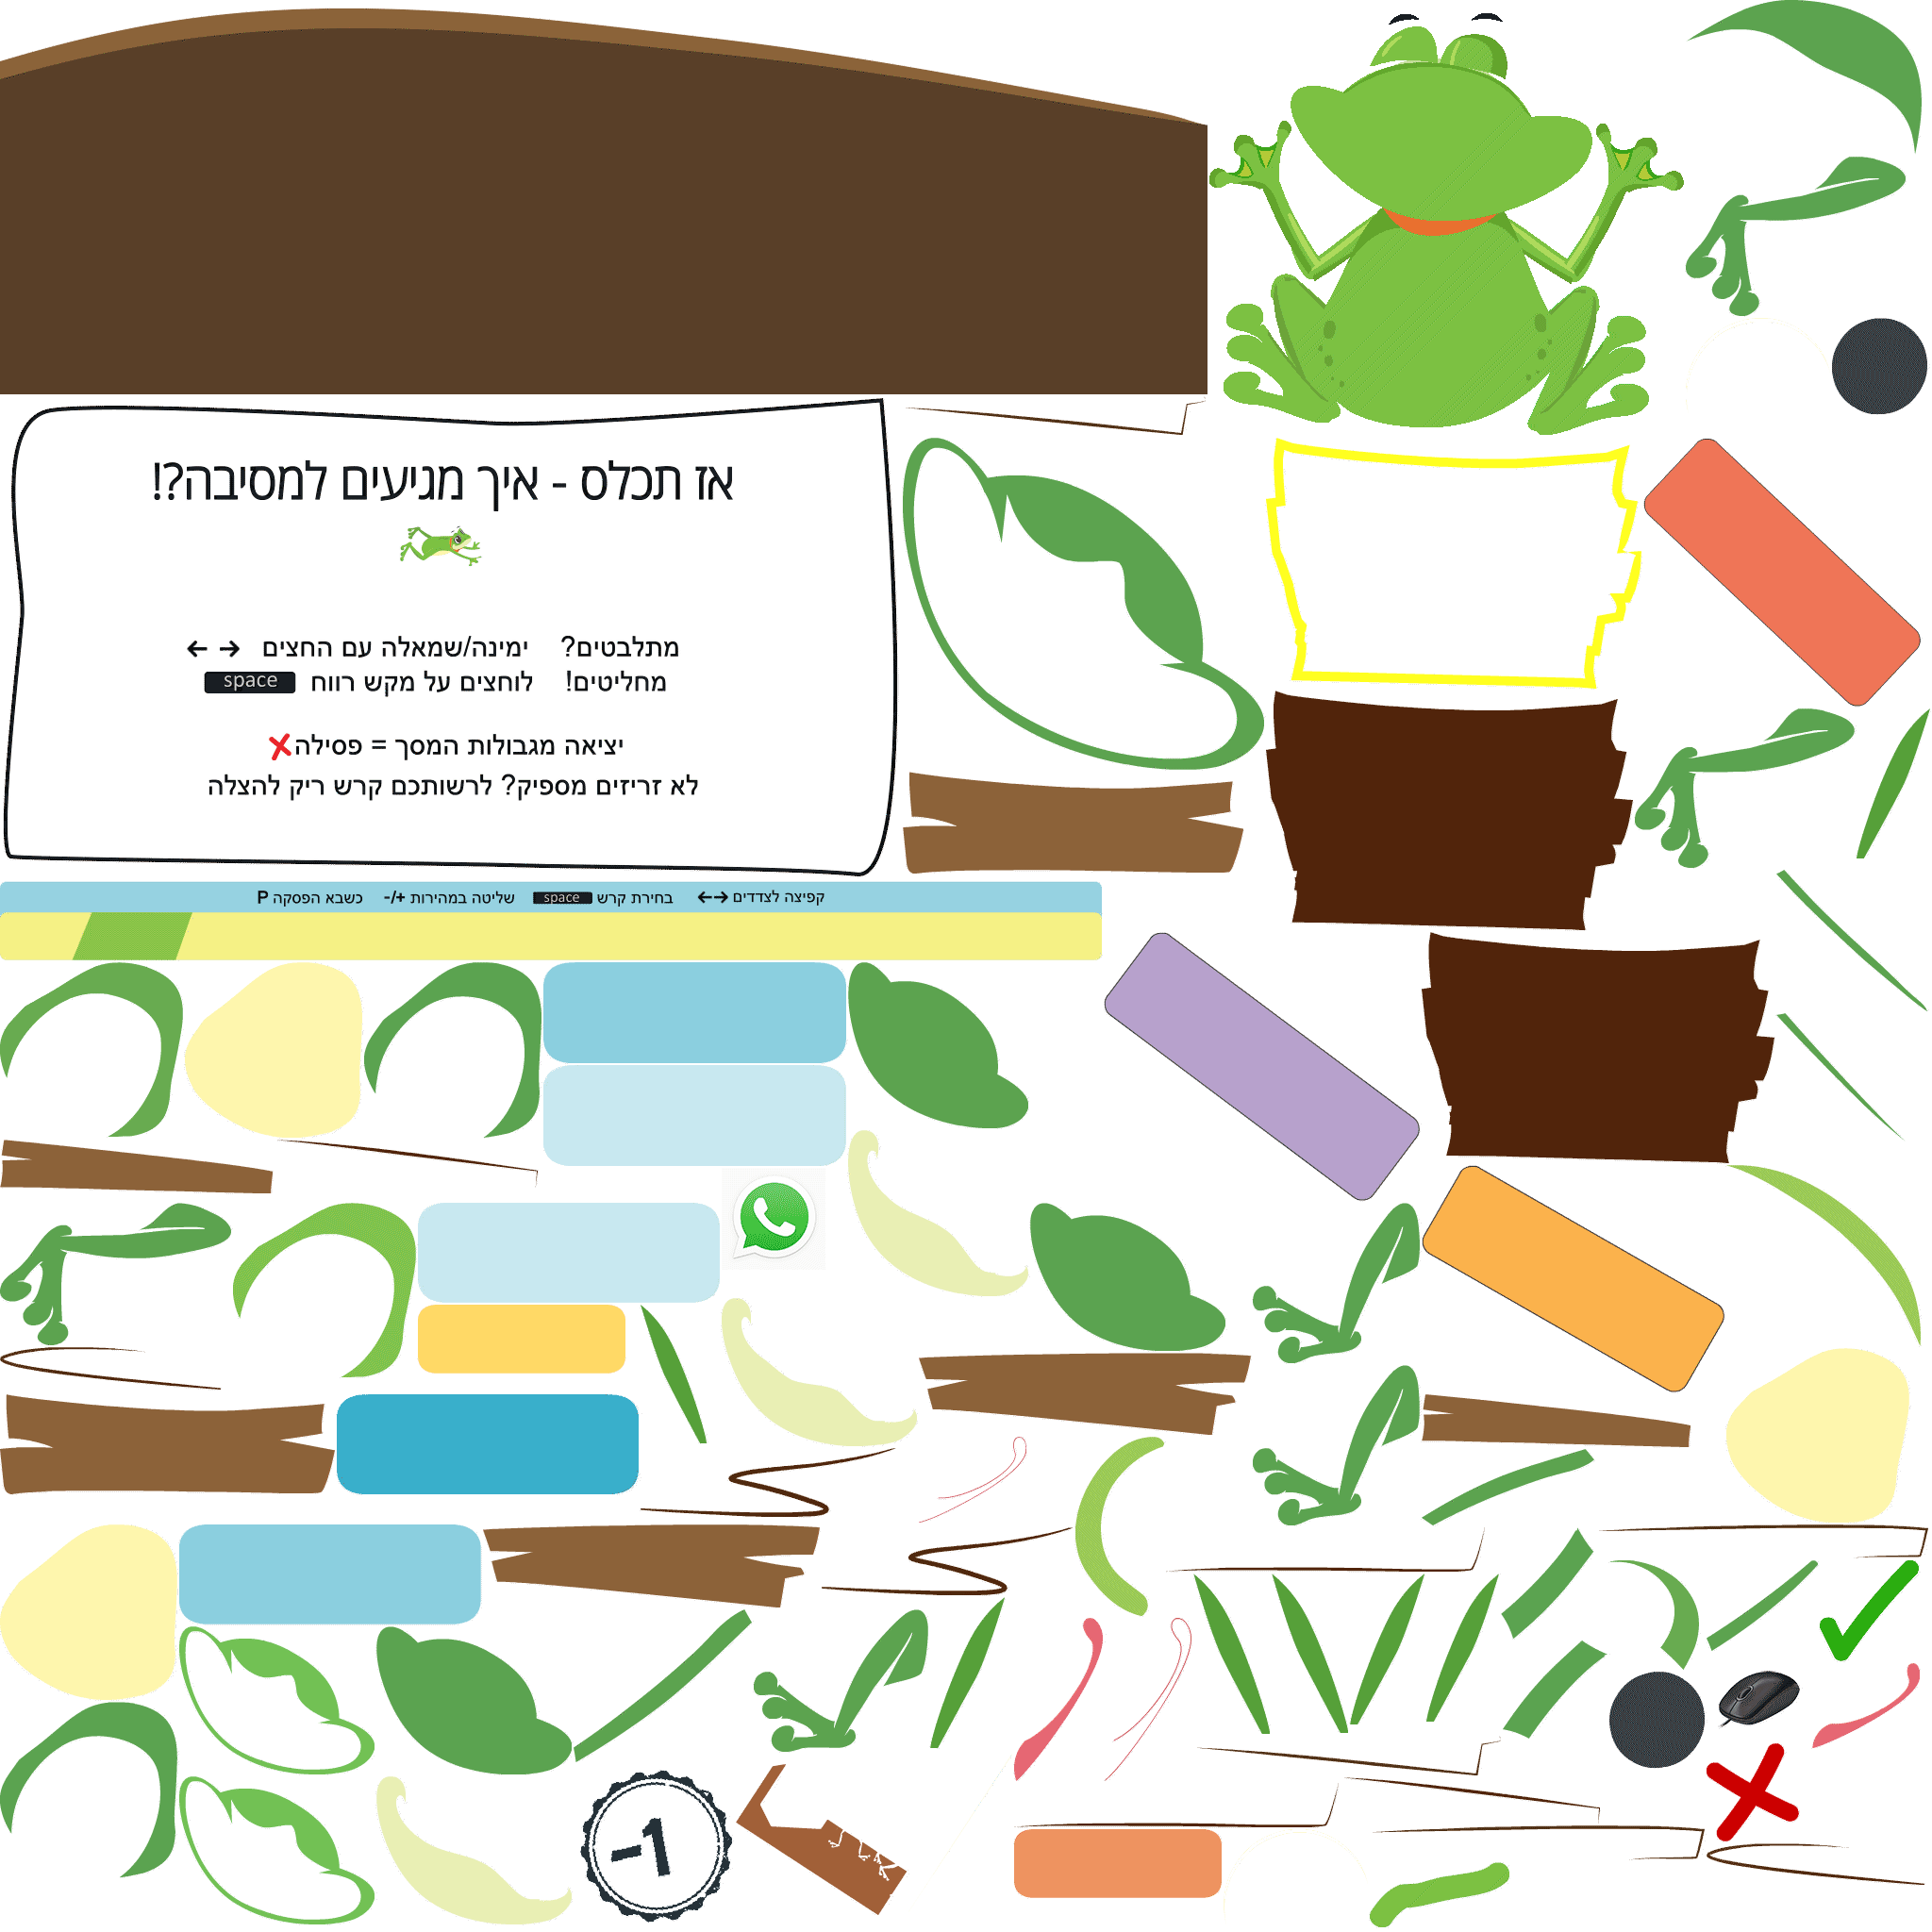 אז תכלס - איך מגיעים למסיבה?!
מתלבטים? ימינה/שמאלה עם החצים ← →
מחליטים! לוחצים על מקש רווח space
יציאה מגבולות המסך = פסילה
לא זריזים מספיק? לרשותכם קרש ריק להצלה
קפיצה לצדדים ←→ בחירת קרש space שליטה במהירות +/- כשבא הפסקה P
-1